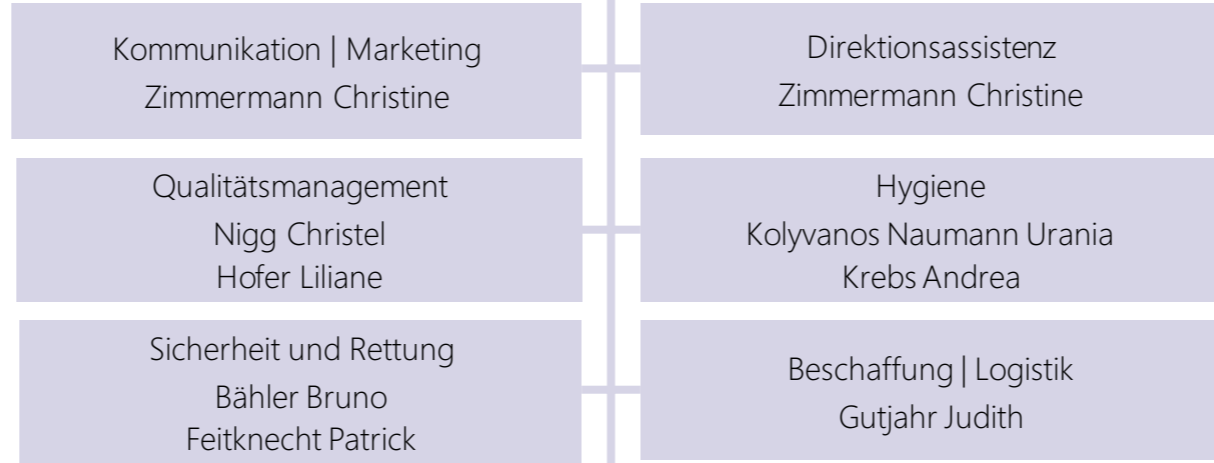 Kommunikation | Marketing
Zimmermann Christine
Direktionsassistenz
Zimmermann Christine
Qualitätsmanagement
Nigg Christel
Hofer Liliane
Hygiene
Kolyvanos Naumann Urania
Krebs Andrea
Sicherheit und Rettung
Bähler Bruno
Feitknecht Patrick
Beschaffung | Logistik
Gutjahr Judith